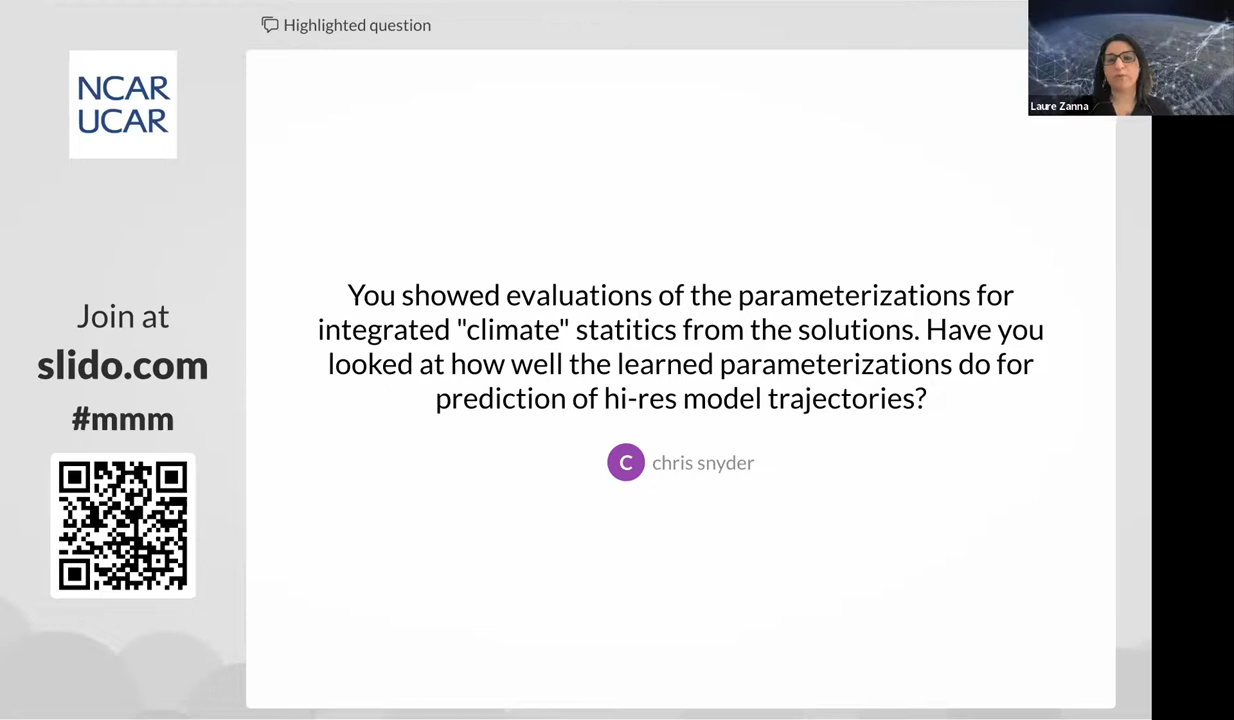 Highlighted question
NCAR
UCAR
Laure Zanna
You showed evaluations of the parameterizations for
integrated "climate" statitics from the solutions. Have you
looked at how well the learned parameterizations do for
prediction of hi-res model trajectories?
C chris snyder
Join at
slido.com
#mmm